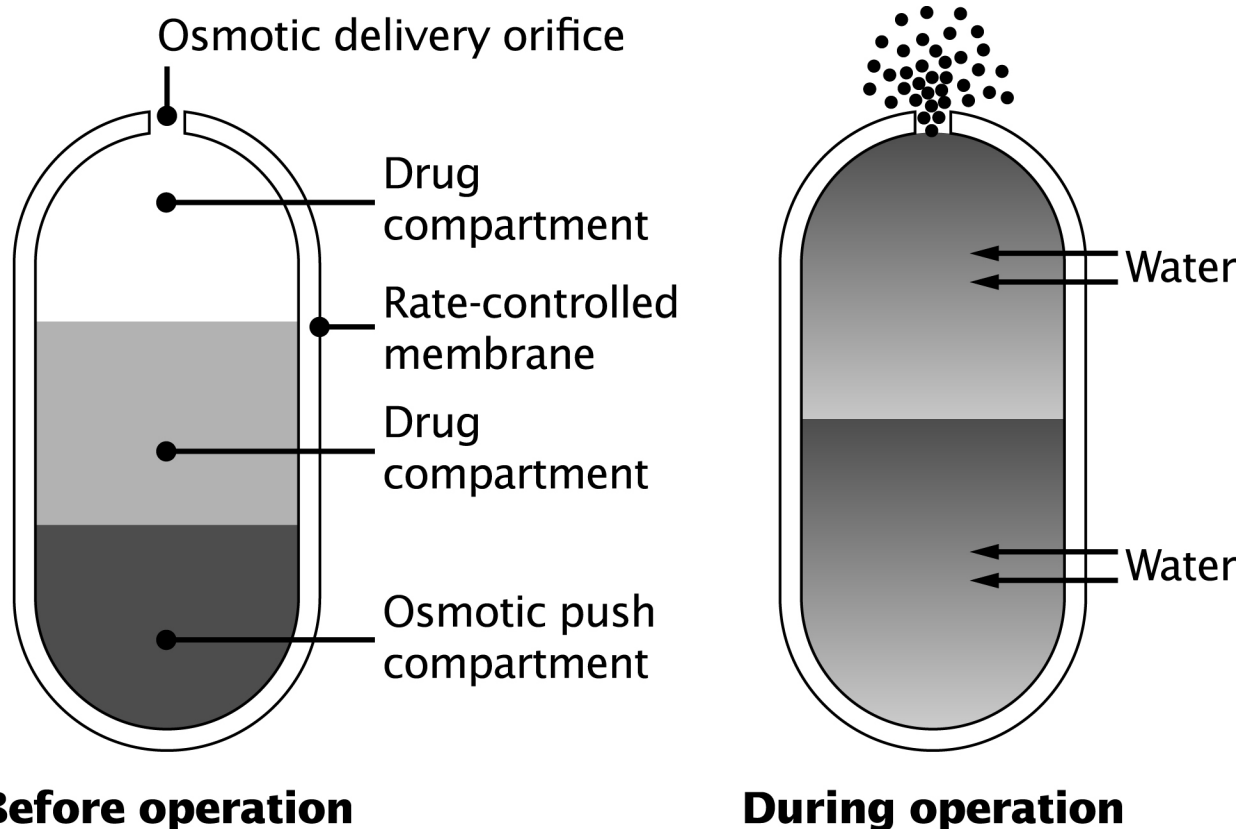 Osmotic delivery orifice
Drug
compartment
Rate-controlled
membrane
Drug
compartment
Osmotic push
compartment
Water
Water
Before operation
During operation